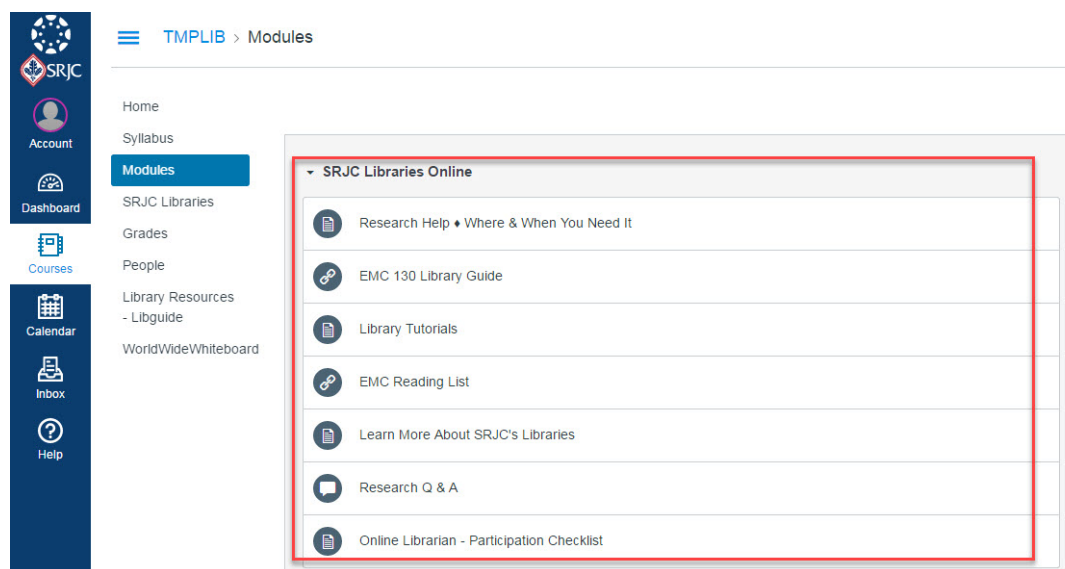 SRJC
Account
Dashboard
Courses
Calendar
Inbox
Help
TMPLIB > Modules
Home
Syllabus
Modules
SRJC Libraries
Grades
People
Library Resources
- Libguide
WorldWideWhiteboard
SRJC Libraries Online
Research Help ♦ Where & When You Need It
EMC 130 Library Guide
Library Tutorials
EMC Reading List
Learn More About SRJC's Libraries
Research Q & A
Online Librarian - Participation Checklist